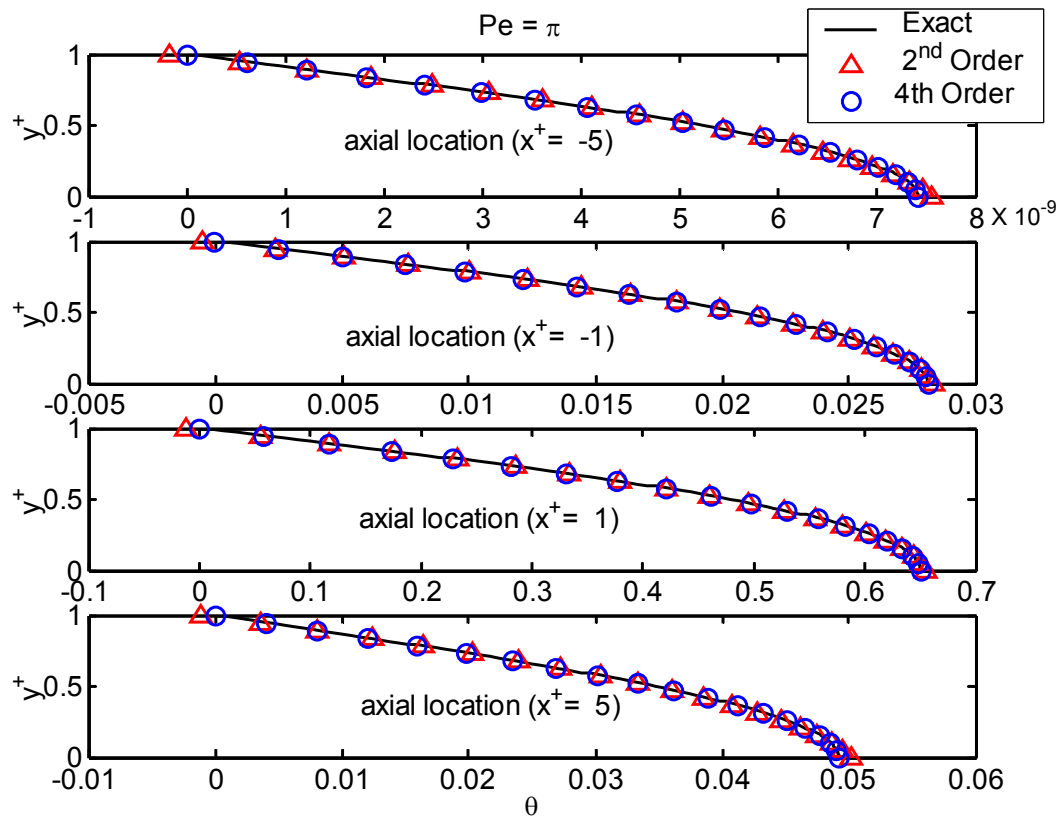 Pe = π
Exact
2nd Order
4th Order
1
0.5
0
y+
axial location (x+= -5)
-1 0 1 2 3 4 5 6 7 8 X 10-9
1
0.5
0
y+
axial location (x+= -1)
-0.005 0 0.005 0.01 0.015 0.02 0.025 0.03
1
0.5
0
y+
axial location (x+= 1)
-0.1 0 0.1 0.2 0.3 0.4 0.5 0.6 0.7
1
0.5
0
y+
axial location (x+= 5)
-0.01 0 0.01 0.02 0.03 0.04 0.05 0.06
θ